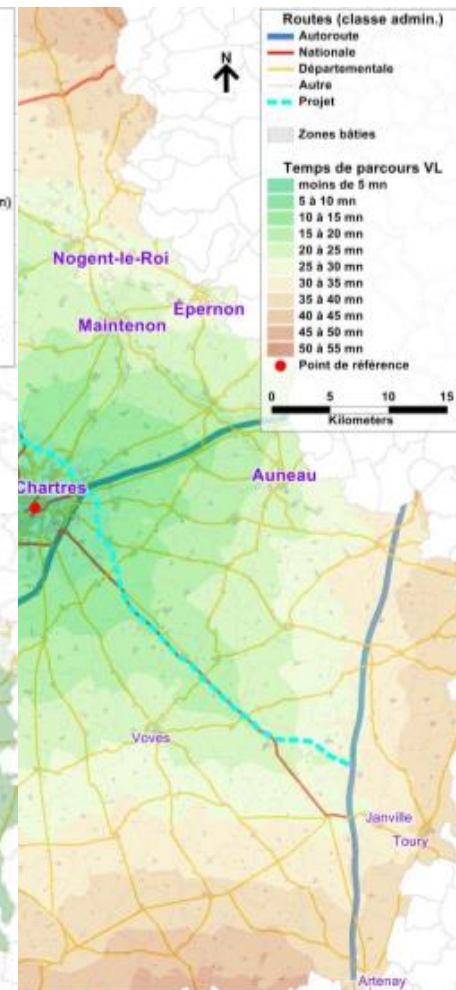 n)
Routes (classe admin.)
Autoroute
Nationale
Départementale
Autre
Projet
Zones bâties
Temps de parcours VL
moins de 5 mn
5 à 10 mn
10 à 15 mn
15 à 20 mn
20 à 25 mn
25 à 30 mn
30 à 35 mn
35 à 40 mn
40 à 45 mn
45 à 50 mn
50 à 55 mn
Point de référence
0 5 10 15
Kilometers
N
Nogent-le-Roi
Épernon
Maintenon
Chartres
Auneau
Voves
Janville
Toury
Artenay